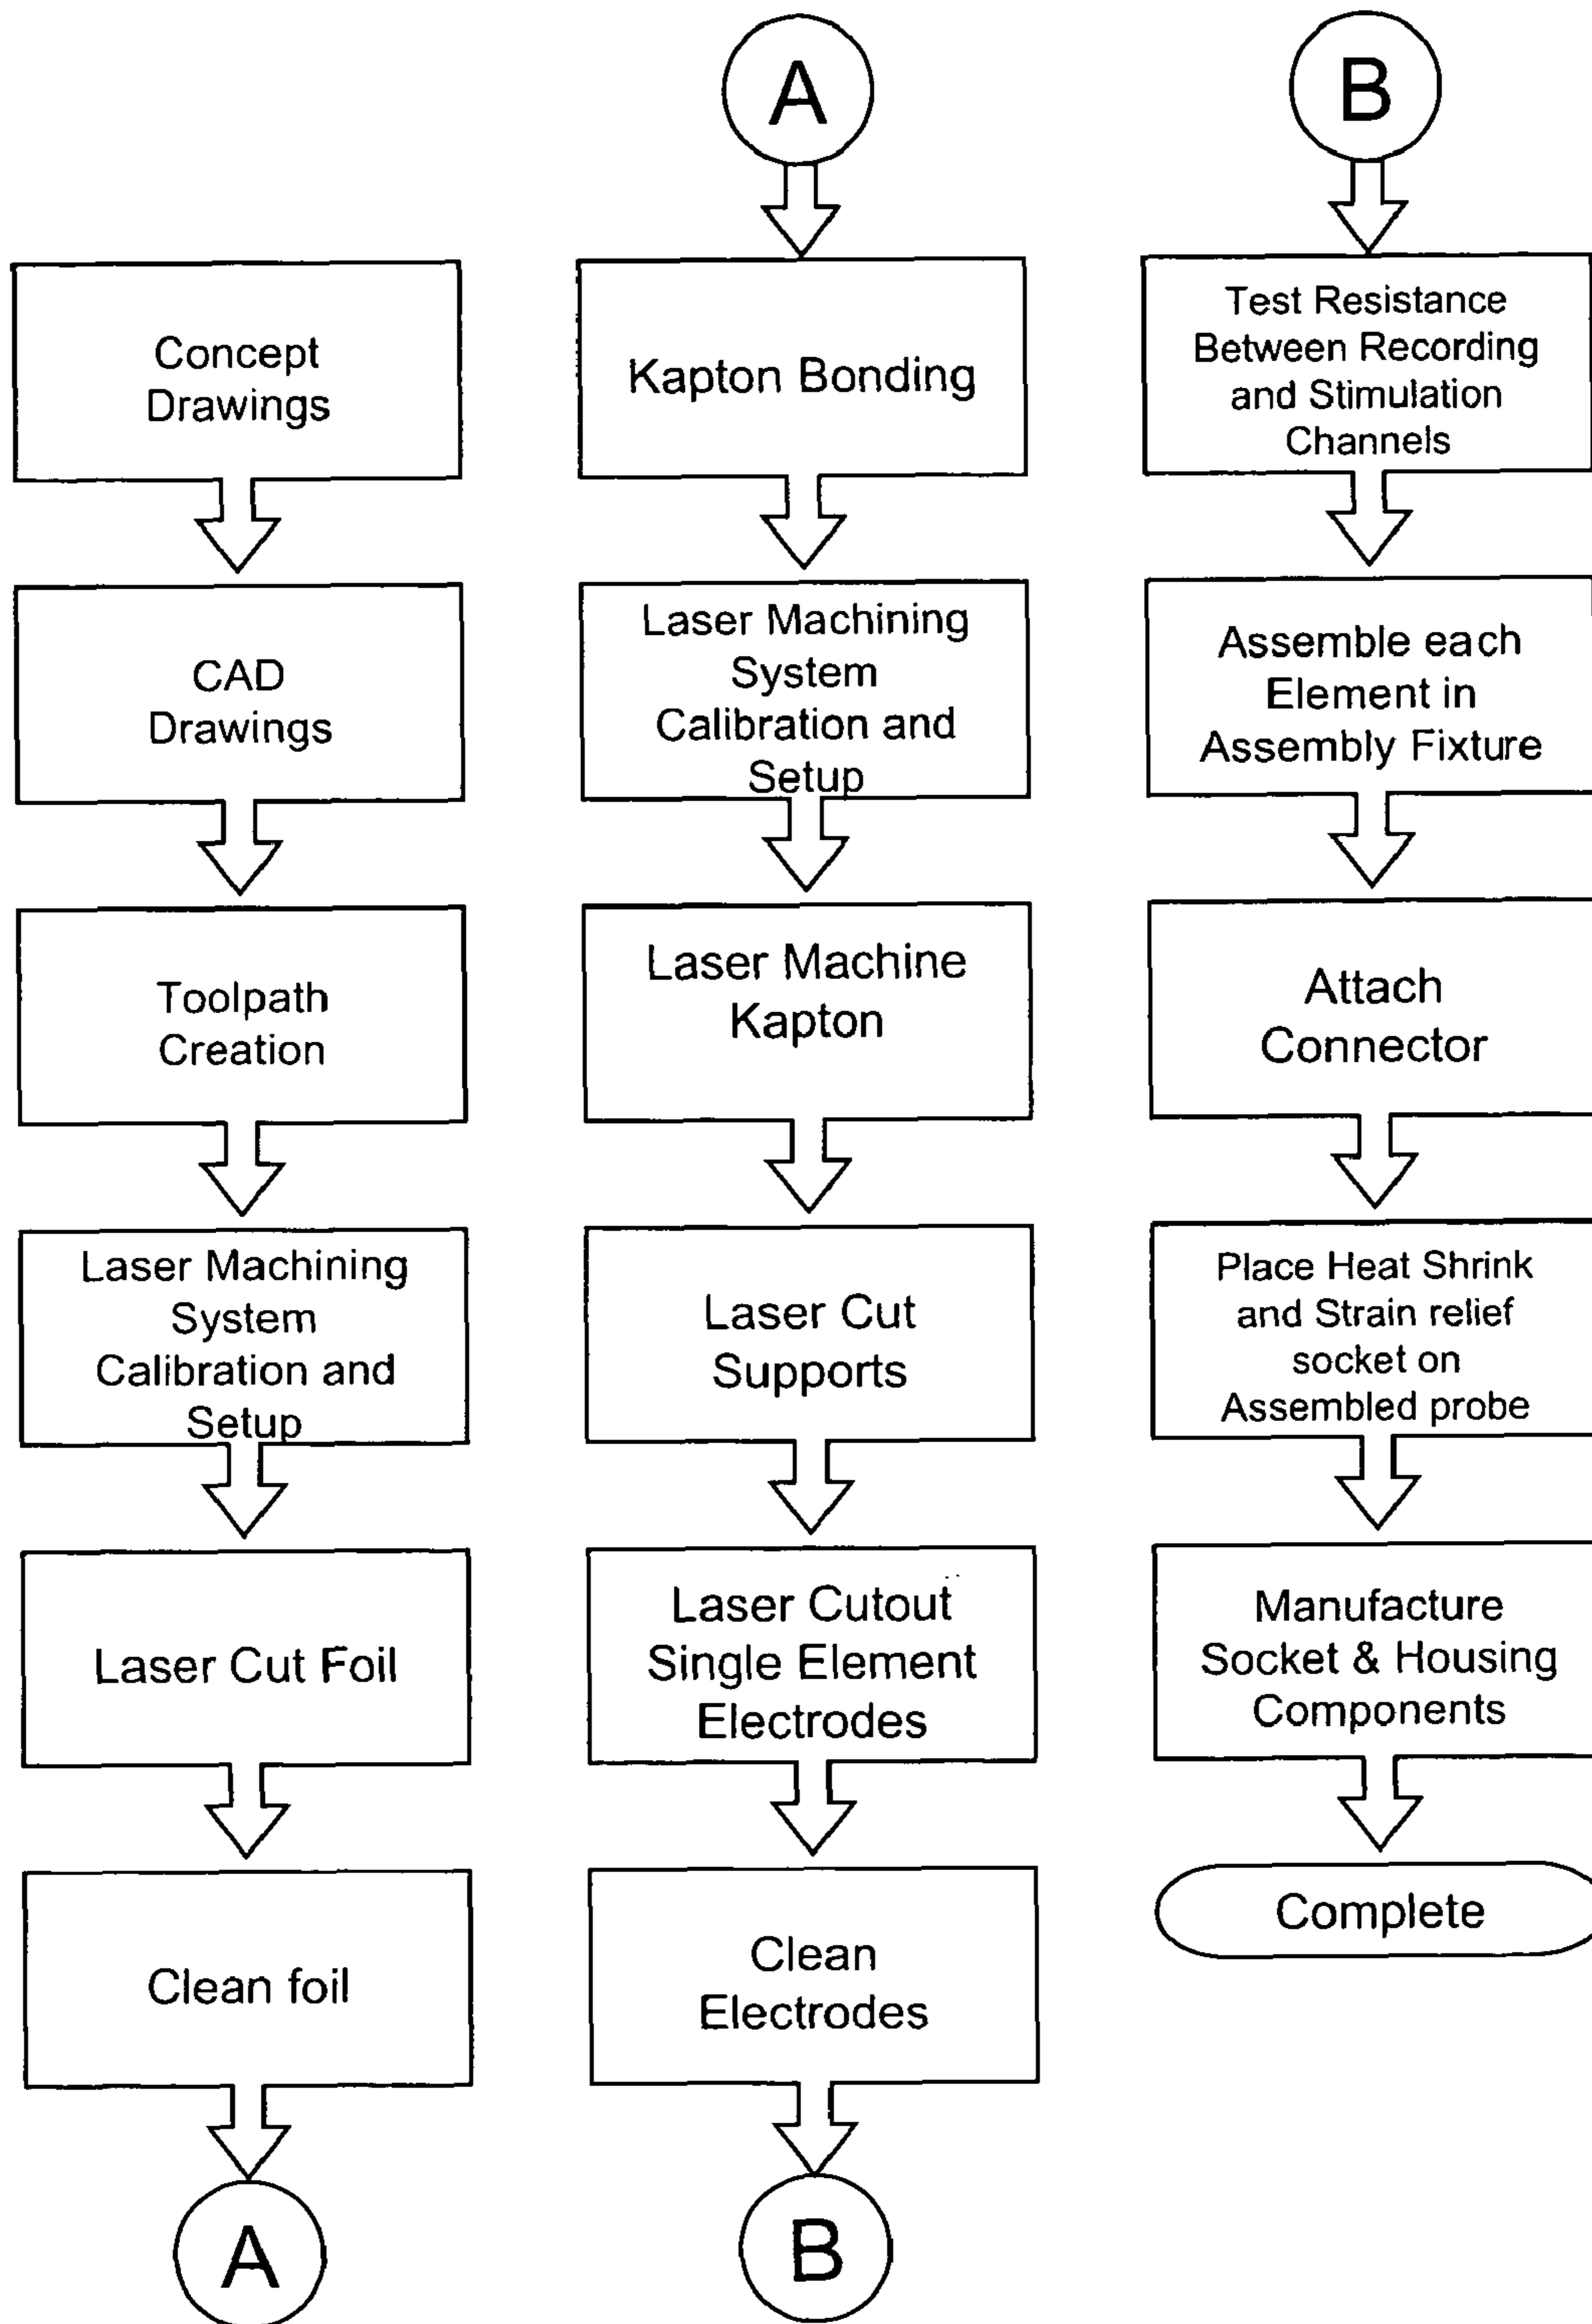 Concept
Drawings
CAD
Drawings
Toolpath
Creation
Laser Machining
System
Calibration and
Setup
Laser Cut Foil
Clean foil
A
A
Kapton Bonding
Laser Machining
System
Calibration and
Setup
Laser Machine
Kapton
Laser Cut
Supports
Laser Cutout
Single Element
Electrodes
Clean
Electrodes
B
B
Test Resistance
Between Recording
and Stimulation
Channels
Assemble each
Element in
Assembly Fixture
Attach
Connector
Place Heat Shrink
and Strain relief
socket on
Assembled probe
Manufacture
Socket & Housing
Components
Complete